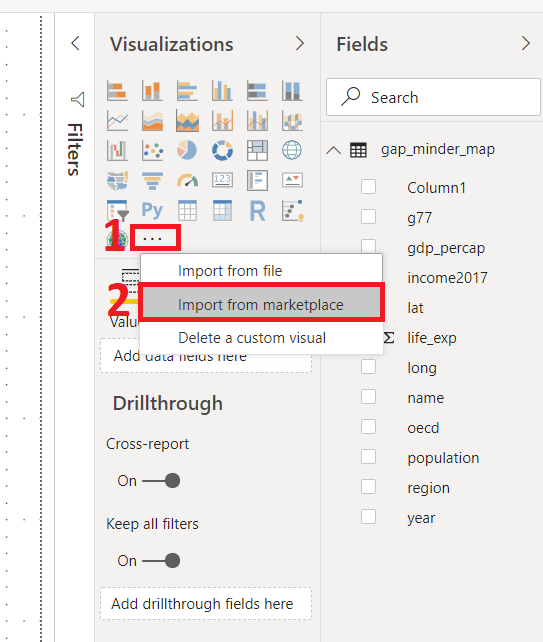 Visualizations
Fields
Search
Filters
gap_minder_map
Column1
g77
gdp_percap
income2017
lat
Σ life_exp
long
name
oecd
population
region
year
123
Py
R
1 ...
Import from file
2 Import from marketplace
Delete a custom visual
Valu
Add data fields here
Drillthrough
Cross-report
On
Keep all filters
On
Add drillthrough fields here